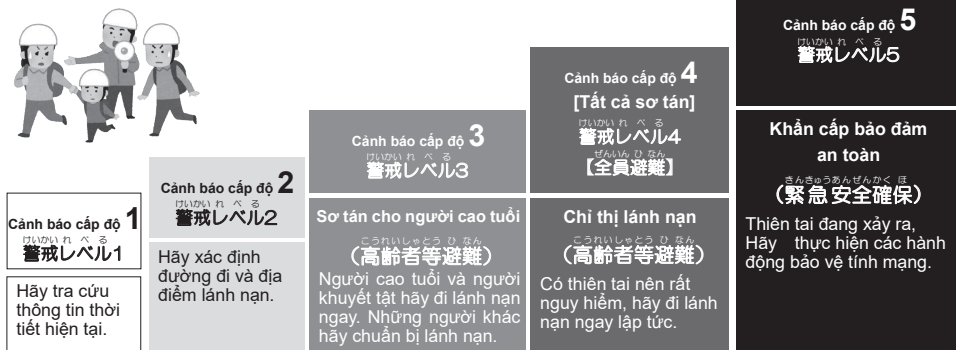 Cảnh báo cấp độ 1
けいかい れ べ る
警戒レベル1
Hãy tra cứu
thông tin thời
tiết hiện tại.
Cảnh báo cấp độ 2
けいかい れ べ る
警戒レベル2
Hãy xác định
đường đi và địa
điểm lánh nạn.
Cảnh báo cấp độ 3
けいかい れ べ る
警戒レベル3
Sơ tán cho người cao tuổi
こうれいしゃとう ひ なん
（高齢者等避難）
Người cao tuổi và người
khuyết tật hãy đi lánh nạn
ngay. Những người khác
hãy chuẩn bị lánh nạn.
Cảnh báo cấp độ 4
[Tất cả sơ tán]
けいかい れ べ る
警戒レベル4
ぜんいん ひ なん
【全員避難】
Chỉ thị lánh nạn
こうれいしゃとう ひ なん
（高齢者等避難）
Có thiên tai nên rất
nguy hiểm, hãy đi lánh
nạn ngay lập tức.
Cảnh báo cấp độ 5
けいかい れ べ る
警戒レベル5
Khẩn cấp bảo đảm
an toàn
きんきゅうあんぜんかく ほ
（緊急安全確保）
Thiên tai đang xảy ra,
Hãy thực hiện các hành
động bảo vệ tính mạng.